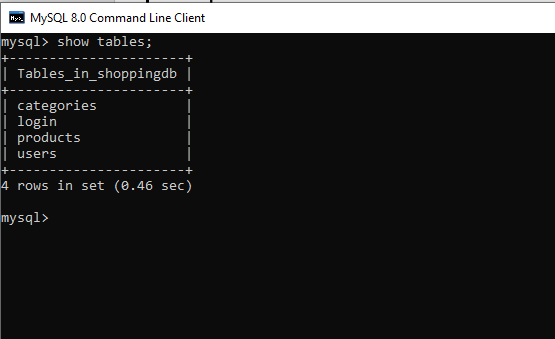 MySQL 8.0 Command Line Client
mysql> show tables;
+---------------------+
| Tables_in_shoppingdb |
+---------------------+
| categories |
| login |
| products |
| users |
+---------------------+
4 rows in set (0.46 sec)
mysql>